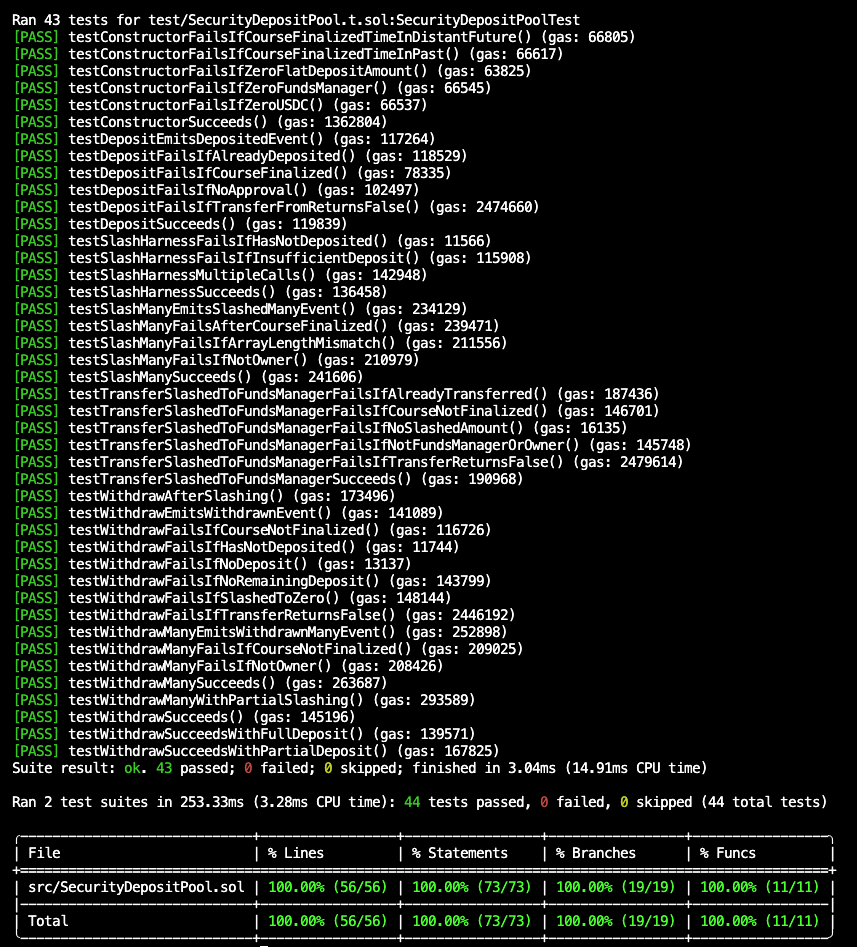 Ran 43 tests for test/SecurityDepositPool.t.sol:SecurityDepositPoolTest
[PASS] testConstructorFailsIfCourseFinalizedTimeInDistantFuture() (gas: 66805)
[PASS] testConstructorFailsIfCourseFinalizedTimeInPast() (gas: 66617)
[PASS] testConstructorFailsIfZeroFlatDepositAmount() (gas: 63825)
[PASS] testConstructorFailsIfZeroFundsManager() (gas: 66545)
[PASS] testConstructorFailsIfZeroUSDC() (gas: 66537)
[PASS] testConstructorSucceeds() (gas: 1362804)
[PASS] testDepositEmitsDepositedEvent() (gas: 117264)
[PASS] testDepositFailsIfAlreadyDeposited() (gas: 118529)
[PASS] testDepositFailsIfCourseFinalized() (gas: 78335)
[PASS] testDepositFailsIfNoApproval() (gas: 102497)
[PASS] testDepositFailsIfTransferFromReturnsFalse() (gas: 2474660)
[PASS] testDepositSucceeds() (gas: 119839)
[PASS] testSlashHarnessFailsIfHasNotDeposited() (gas: 11566)
[PASS] testSlashHarnessFailsIfInsufficientDeposit() (gas: 115908)
[PASS] testSlashHarnessMultipleCalls() (gas: 142948)
[PASS] testSlashHarnessSucceeds() (gas: 136458)
[PASS] testSlashManyEmitsSlashedManyEvent() (gas: 234129)
[PASS] testSlashManyFailsAfterCourseFinalized() (gas: 239471)
[PASS] testSlashManyFailsIfArrayLengthMismatch() (gas: 211556)
[PASS] testSlashManyFailsIfNotOwner() (gas: 210979)
[PASS] testSlashManySucceeds() (gas: 241606)
[PASS] testTransferSlashedToFundsManagerFailsIfAlreadyTransferred() (gas: 187436)
[PASS] testTransferSlashedToFundsManagerFailsIfCourseNotFinalized() (gas: 146701)
[PASS] testTransferSlashedToFundsManagerFailsIfNoSlashedAmount() (gas: 16135)
[PASS] testTransferSlashedToFundsManagerFailsIfNotFundsManagerOrOwner() (gas: 145748)
[PASS] testTransferSlashedToFundsManagerFailsIfTransferReturnsFalse() (gas: 2479614)
[PASS] testTransferSlashedToFundsManagerSucceeds() (gas: 190968)
[PASS] testWithdrawAfterSlashing() (gas: 173496)
[PASS] testWithdrawEmitsWithdrawnEvent() (gas: 141089)
[PASS] testWithdrawFailsIfCourseNotFinalized() (gas: 116726)
[PASS] testWithdrawFailsIfHasNotDeposited() (gas: 11744)
[PASS] testWithdrawFailsIfNoDeposit() (gas: 13137)
[PASS] testWithdrawFailsIfNoRemainingDeposit() (gas: 143799)
[PASS] testWithdrawFailsIfSlashedToZero() (gas: 148144)
[PASS] testWithdrawFailsIfTransferReturnsFalse() (gas: 2446192)
[PASS] testWithdrawManyEmitsWithdrawnManyEvent() (gas: 252898)
[PASS] testWithdrawManyFailsIfCourseNotFinalized() (gas: 209025)
[PASS] testWithdrawManyFailsIfNotOwner() (gas: 208426)
[PASS] testWithdrawManySucceeds() (gas: 263687)
[PASS] testWithdrawManyWithPartialSlashing() (gas: 293589)
[PASS] testWithdrawSucceeds() (gas: 145196)
[PASS] testWithdrawSucceedsWithFullDeposit() (gas: 139571)
[PASS] testWithdrawSucceedsWithPartialDeposit() (gas: 167825)
Suite result: ok. 43 passed; 0 failed; 0 skipped; finished in 3.04ms (14.91ms CPU time)
Ran 2 test suites in 253.33ms (3.28ms CPU time): 44 tests passed, 0 failed, 0 skipped (44 total tests)
| File | % Lines | % Statements | % Branches | % Funcs |
| src/SecurityDepositPool.sol | 100.00% (56/56) | 100.00% (73/73) | 100.00% (19/19) | 100.00% (11/11) |
| Total | 100.00% (56/56) | 100.00% (73/73) | 100.00% (19/19) | 100.00% (11/11) |